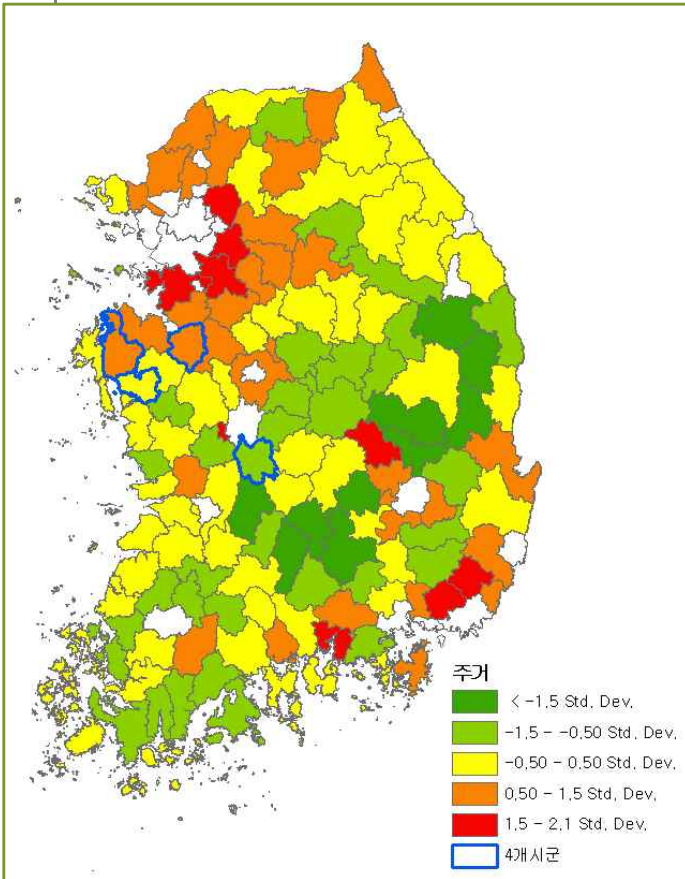 주거
< -1.5 Std. Dev.
-1.5 - -0.50 Std. Dev.
-0.50 - 0.50 Std. Dev.
0.50 - 1.5 Std. Dev.
1.5 - 2.1 Std. Dev.
4개시군